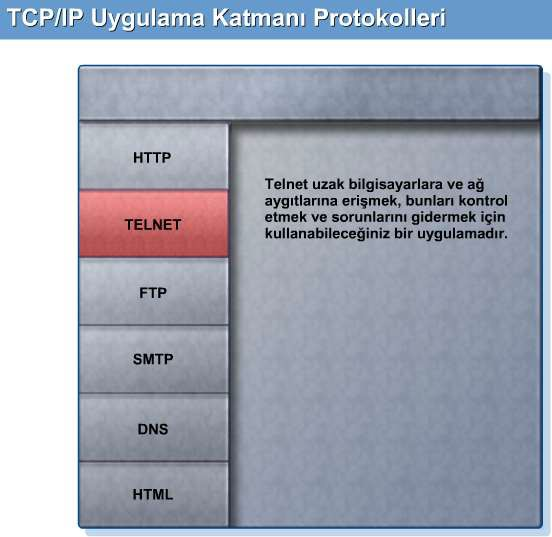 TCP/IP Uygulama Katmanı Protokolleri
HTTP
TELNET
FTP
SMTP
DNS
HTML
Telnet uzak bilgisayarlara ve ağ
aygıtlarına erişmek, bunları kontrol
etmek ve sorunlarını gidermek için
kullanabileceğiniz bir uygulamadır.